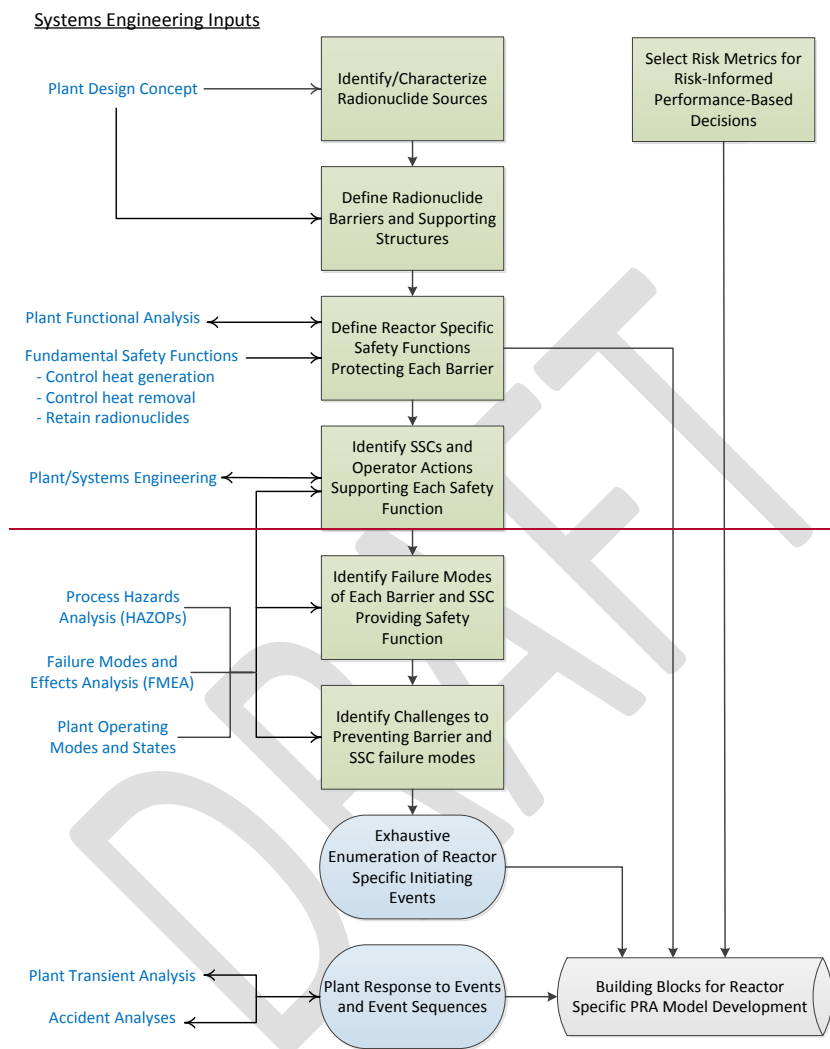 Systems Engineering Inputs
Plant Design Concept
Identify/Characterize
Radionuclide Sources
Select Risk Metrics for
Risk-Informed
Performance-Based
Decisions
Define Radionuclide
Barriers and Supporting
Structures
Plant Functional Analysis
Fundamental Safety Functions
- Control heat generation
- Control heat removal
- Retain radionuclides
Define Reactor Specific
Safety Functions
Protecting Each Barrier
Plant/Systems Engineering
Identify SSCs and
Operator Actions
Supporting Each Safety
Function
Process Hazards
Analysis (HAZOPs)
Failure Modes and
Effects Analysis (FMEA)
Plant Operating
Modes and States
Identify Failure Modes
of Each Barrier and SSC
Providing Safety
Function
Identify Challenges to
Preventing Barrier and
SSC failure modes
Exhaustive
Enumeration of Reactor
Specific Initiating
Events
Plant Transient Analysis
Accident Analyses
Plant Response to Events
and Event Sequences
Building Blocks for Reactor
Specific PRA Model Development
DRAFT